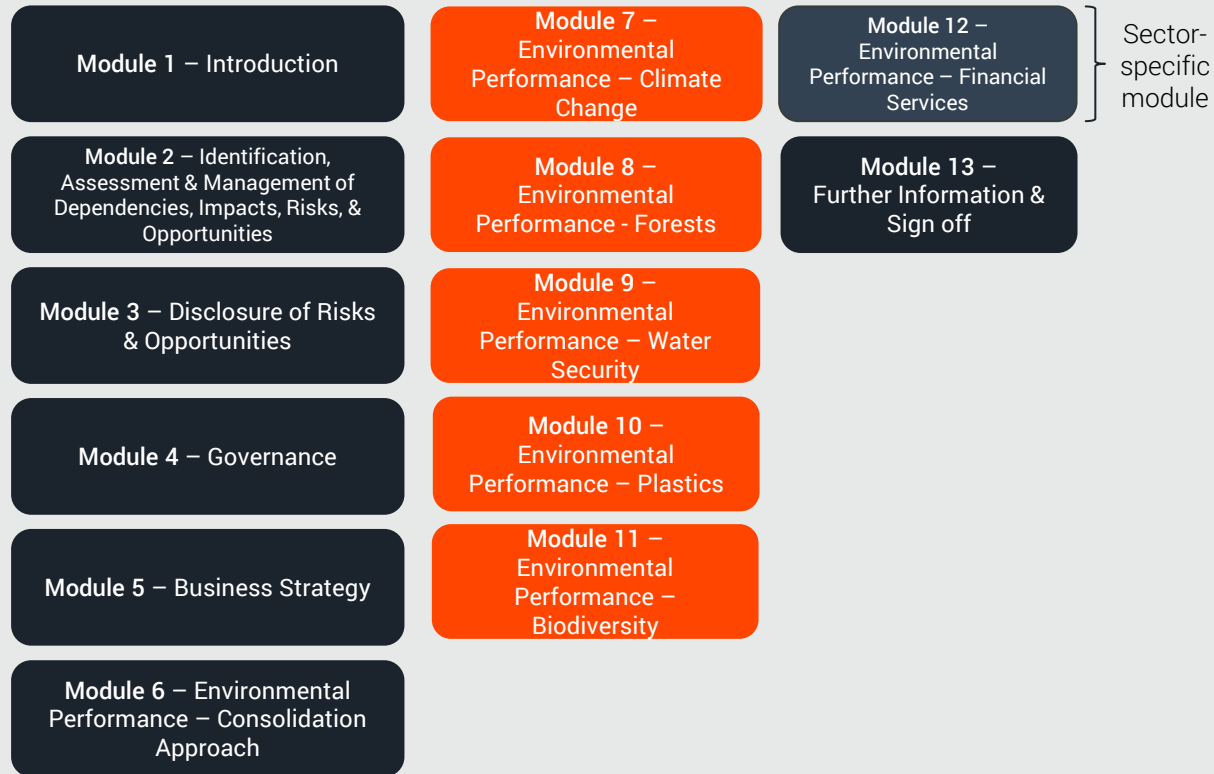 Module 1 – Introduction
Module 2 – Identification,
Assessment & Management of
Dependencies, Impacts, Risks, &
Opportunities
Module 3 – Disclosure of Risks
& Opportunities
Module 4 – Governance
Module 5 – Business Strategy
Module 6 – Environmental
Performance – Consolidation
Approach
Module 7 –
Environmental
Performance – Climate
Change
Module 8 –
Environmental
Performance - Forests
Module 9 –
Environmental
Performance – Water
Security
Module 10 –
Environmental
Performance – Plastics
Module 11 –
Environmental
Performance –
Biodiversity
Module 12 –
Environmental
Performance – Financial
Services
Module 13 –
Further Information &
Sign off
Sector-
specific
module